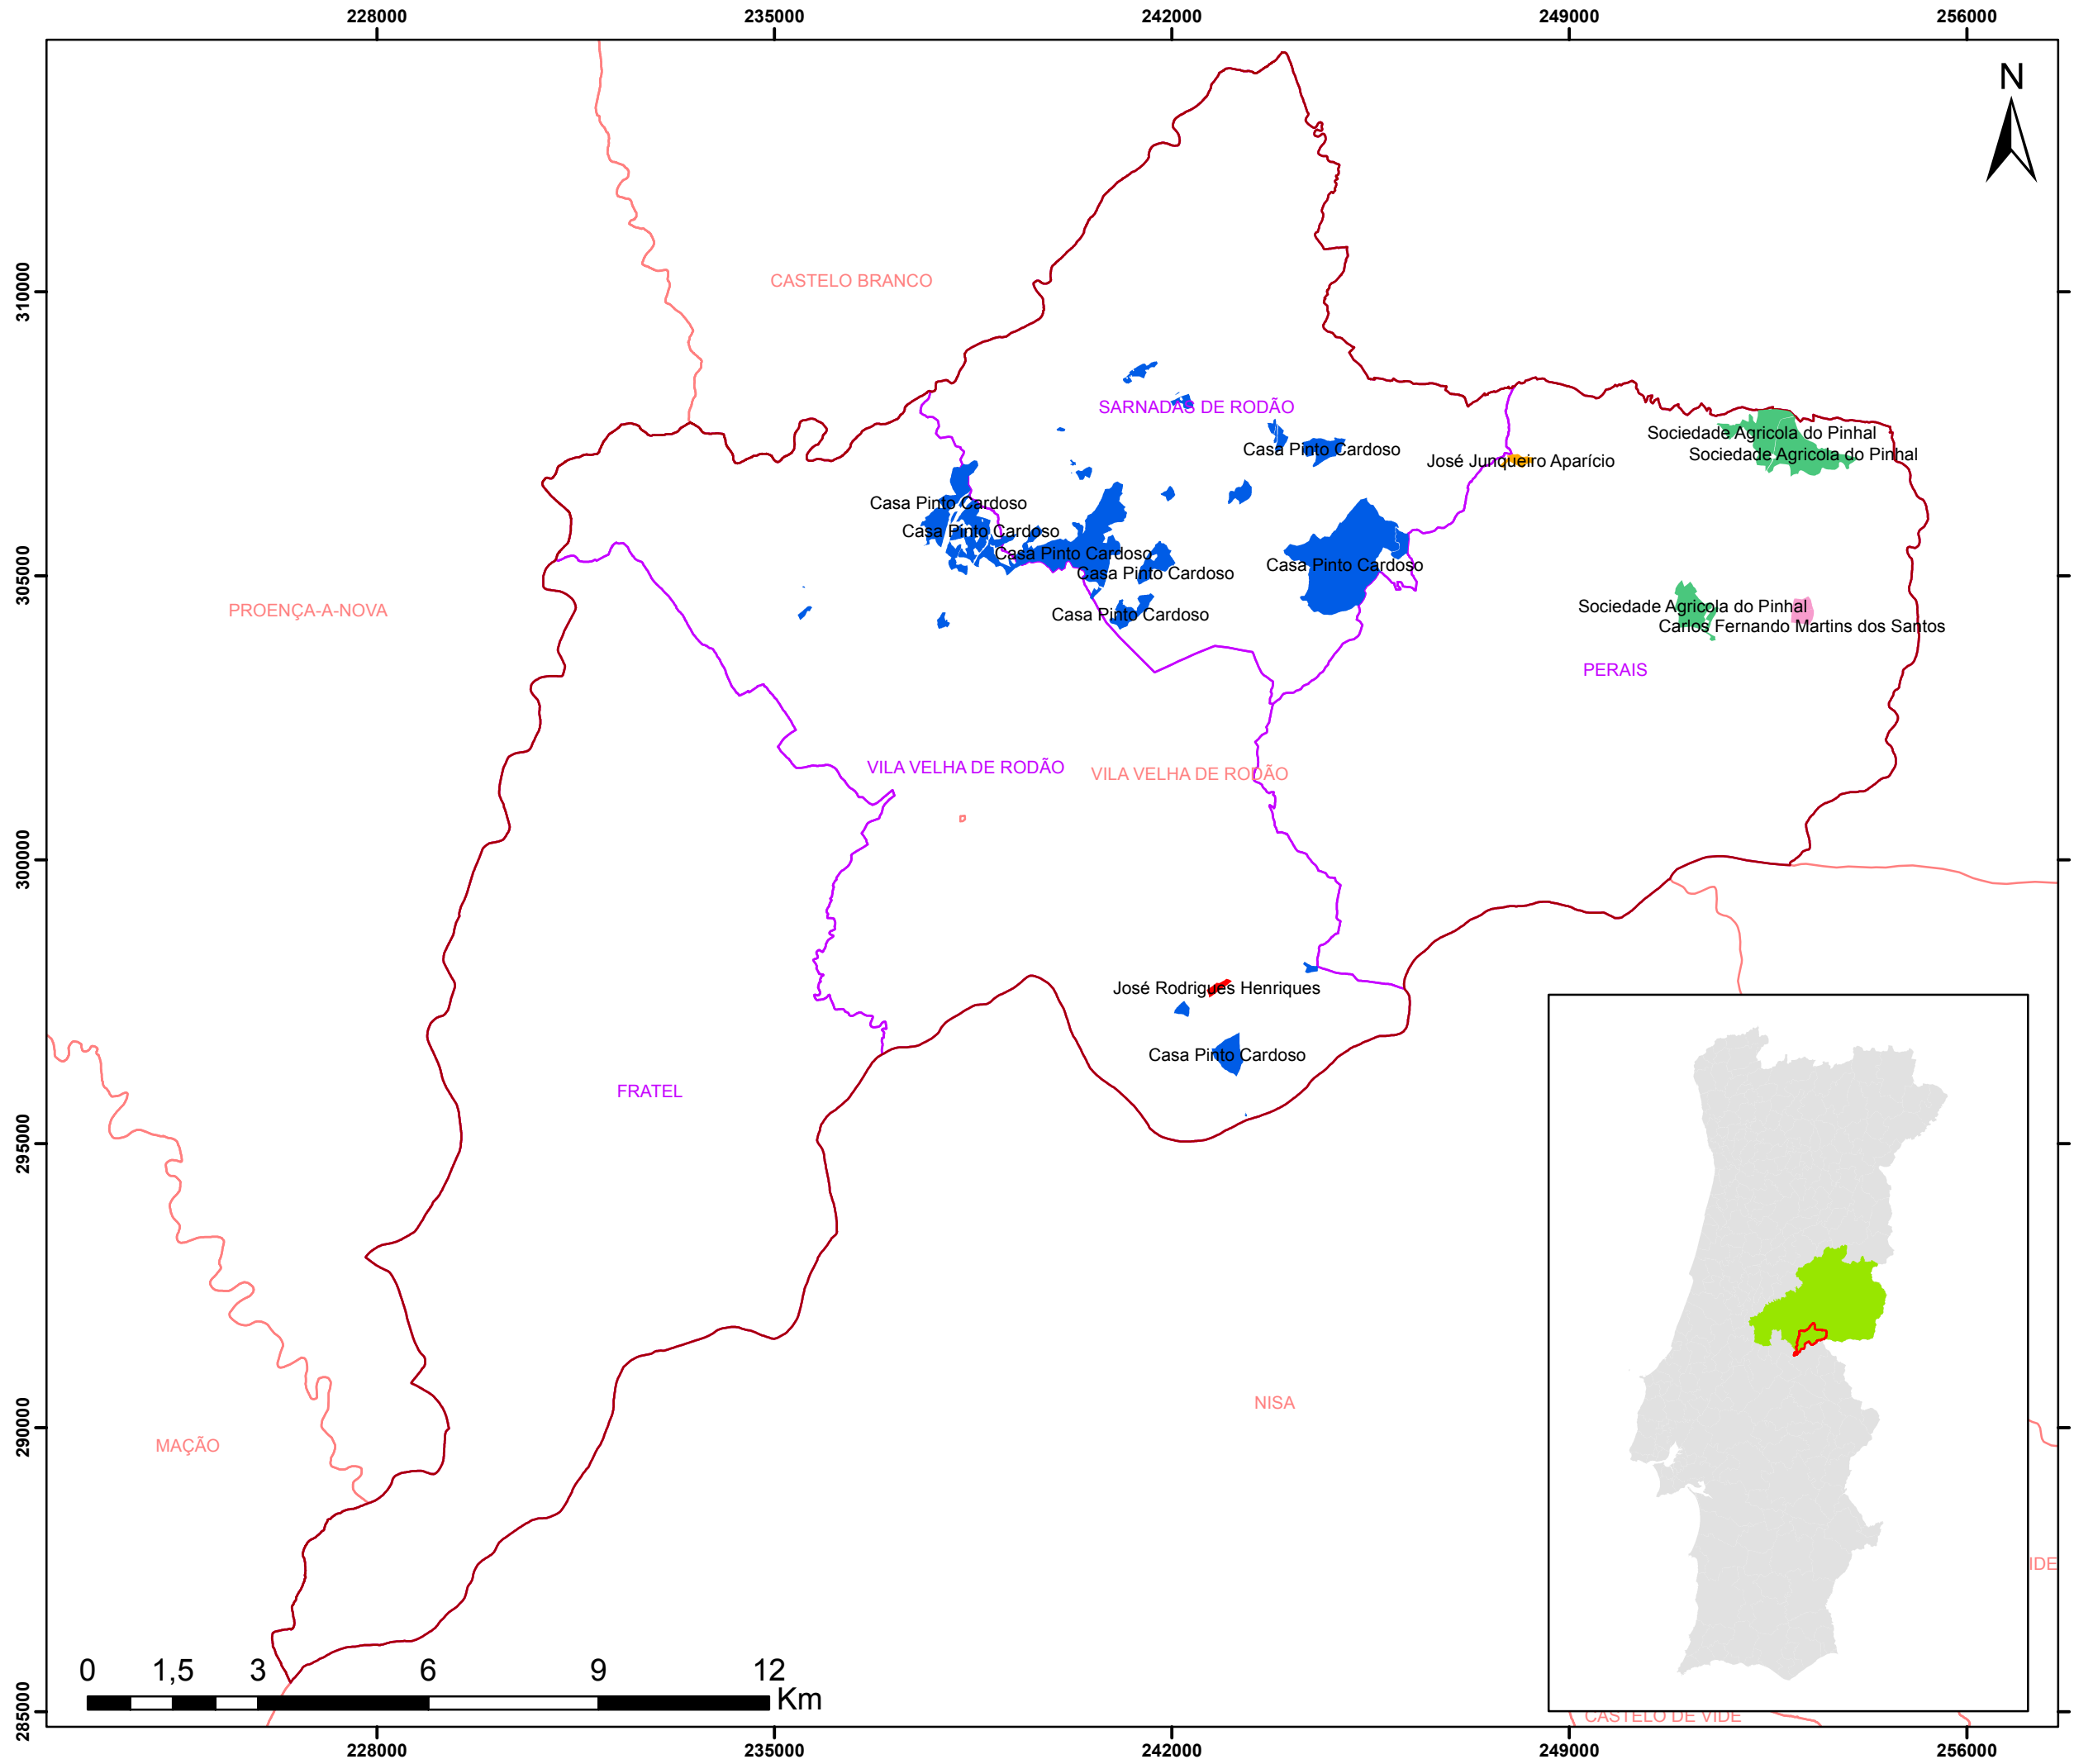 228000 235000 242000 249000 256000
N
310000
CASTELO BRANCO
SARNADAS DE RODÃO
Sociedade Agricola do Pinhal
Casa Pinto Cardoso
Sociedade Agricola do Pinhal
José Junqueiro Aparício
Casa Pinto Cardoso
Casa Pinto Cardoso
Casa Pinto Cardoso
Casa Pinto Cardoso
Casa Pinto Cardoso
305000
PROENÇA-A-NOVA
Sociedade Agricola do Pinhal
Casa Pinto Cardoso
Carlos Fernando Martins dos Santos
PERAIS
VILA VELHA DE RODÃO
VILA VELHA DE RODÃO
300000
José Rodrigues Henriques
Casa Pinto Cardoso
FRATEL
295000
NISA
290000
MAÇÃO
IDE
0 1,5 3 6 9 12
Km
285000
CASTELO DE VIDE
228000 235000 242000 249000 256000